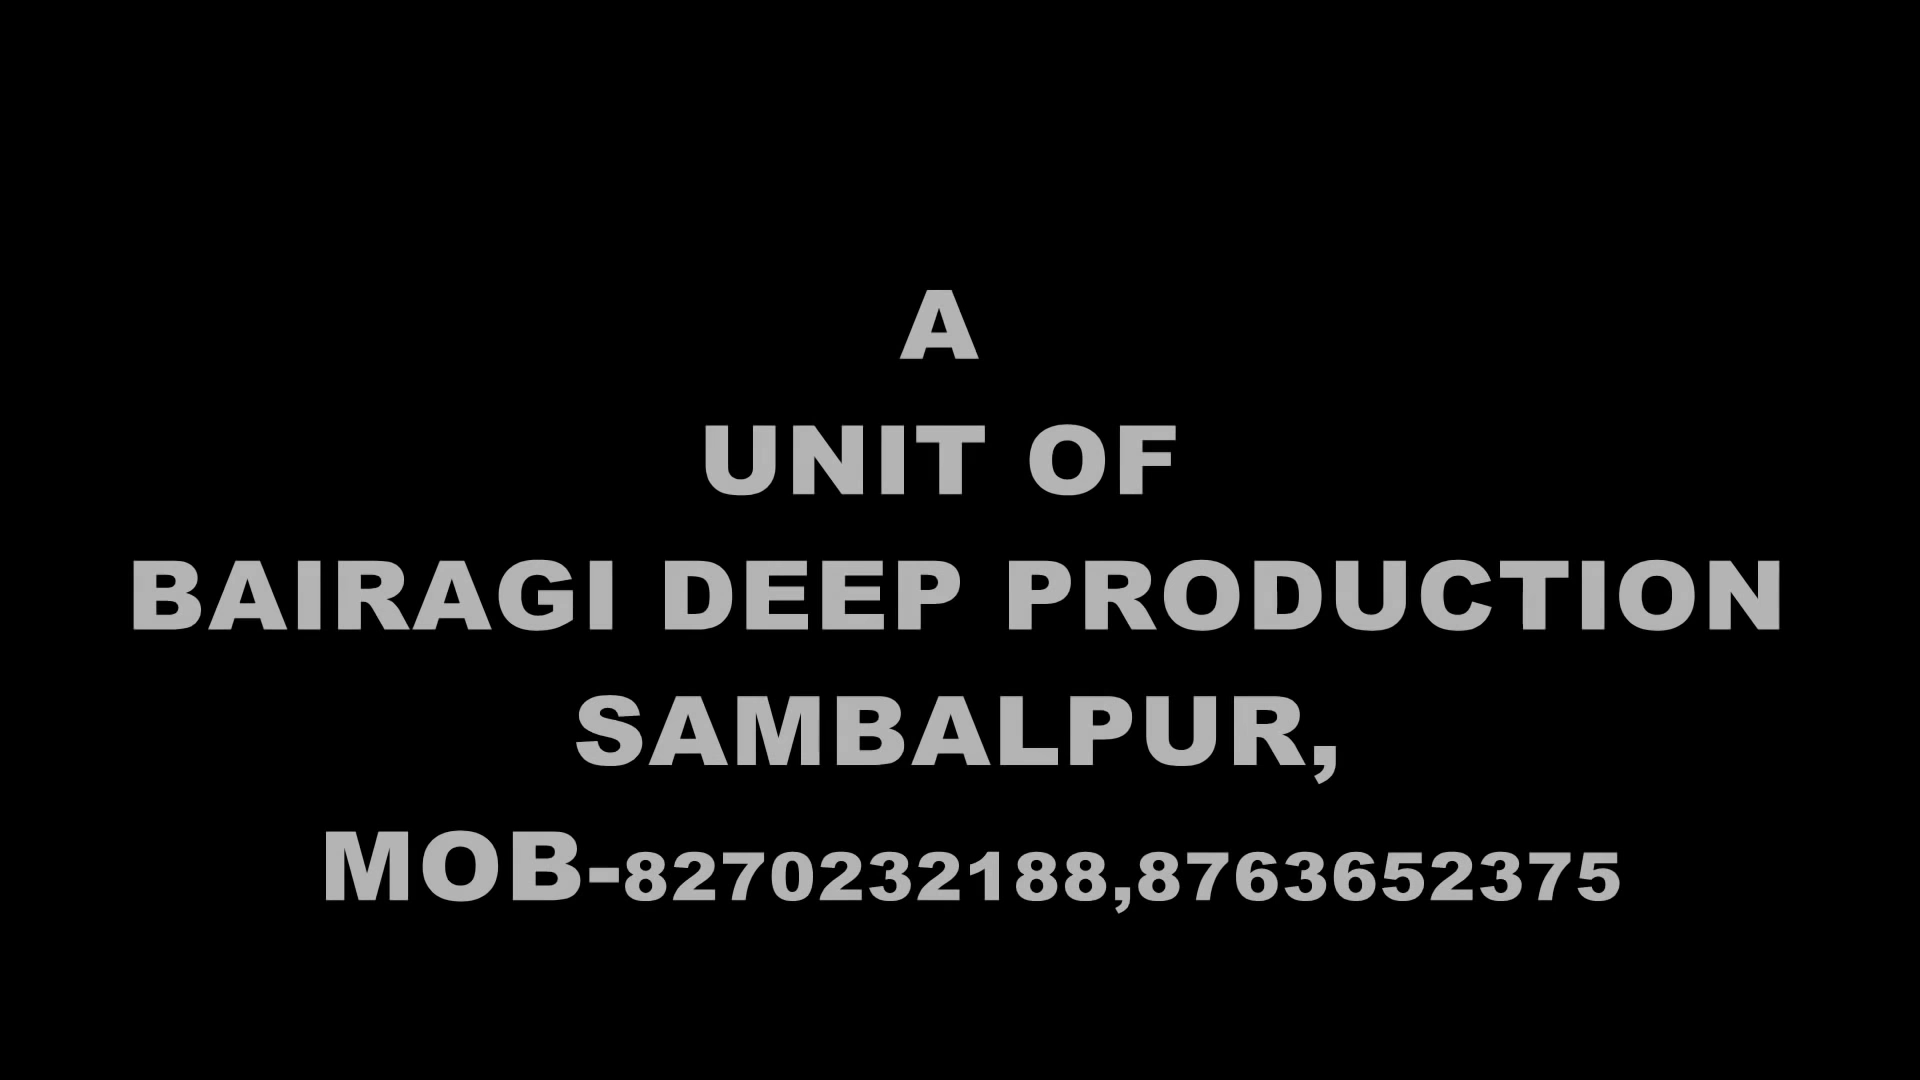 A
UNIT OF
BAIRAGI DEEP PRODUCTION
SAMBALPUR,
MOB-8270232188,8763652375